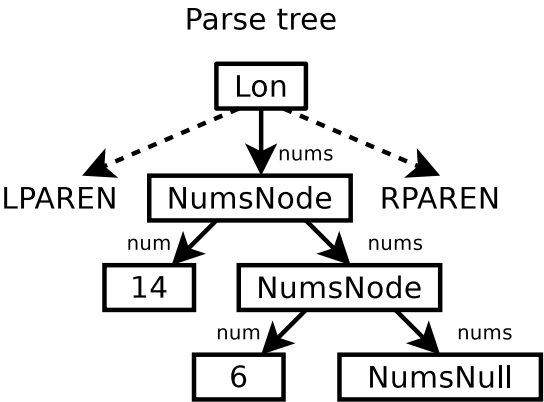 Parse tree
Lon
nums
LPAREN NumsNode RPAREN
num nums
14 NumsNode
num nums
6 NumsNull